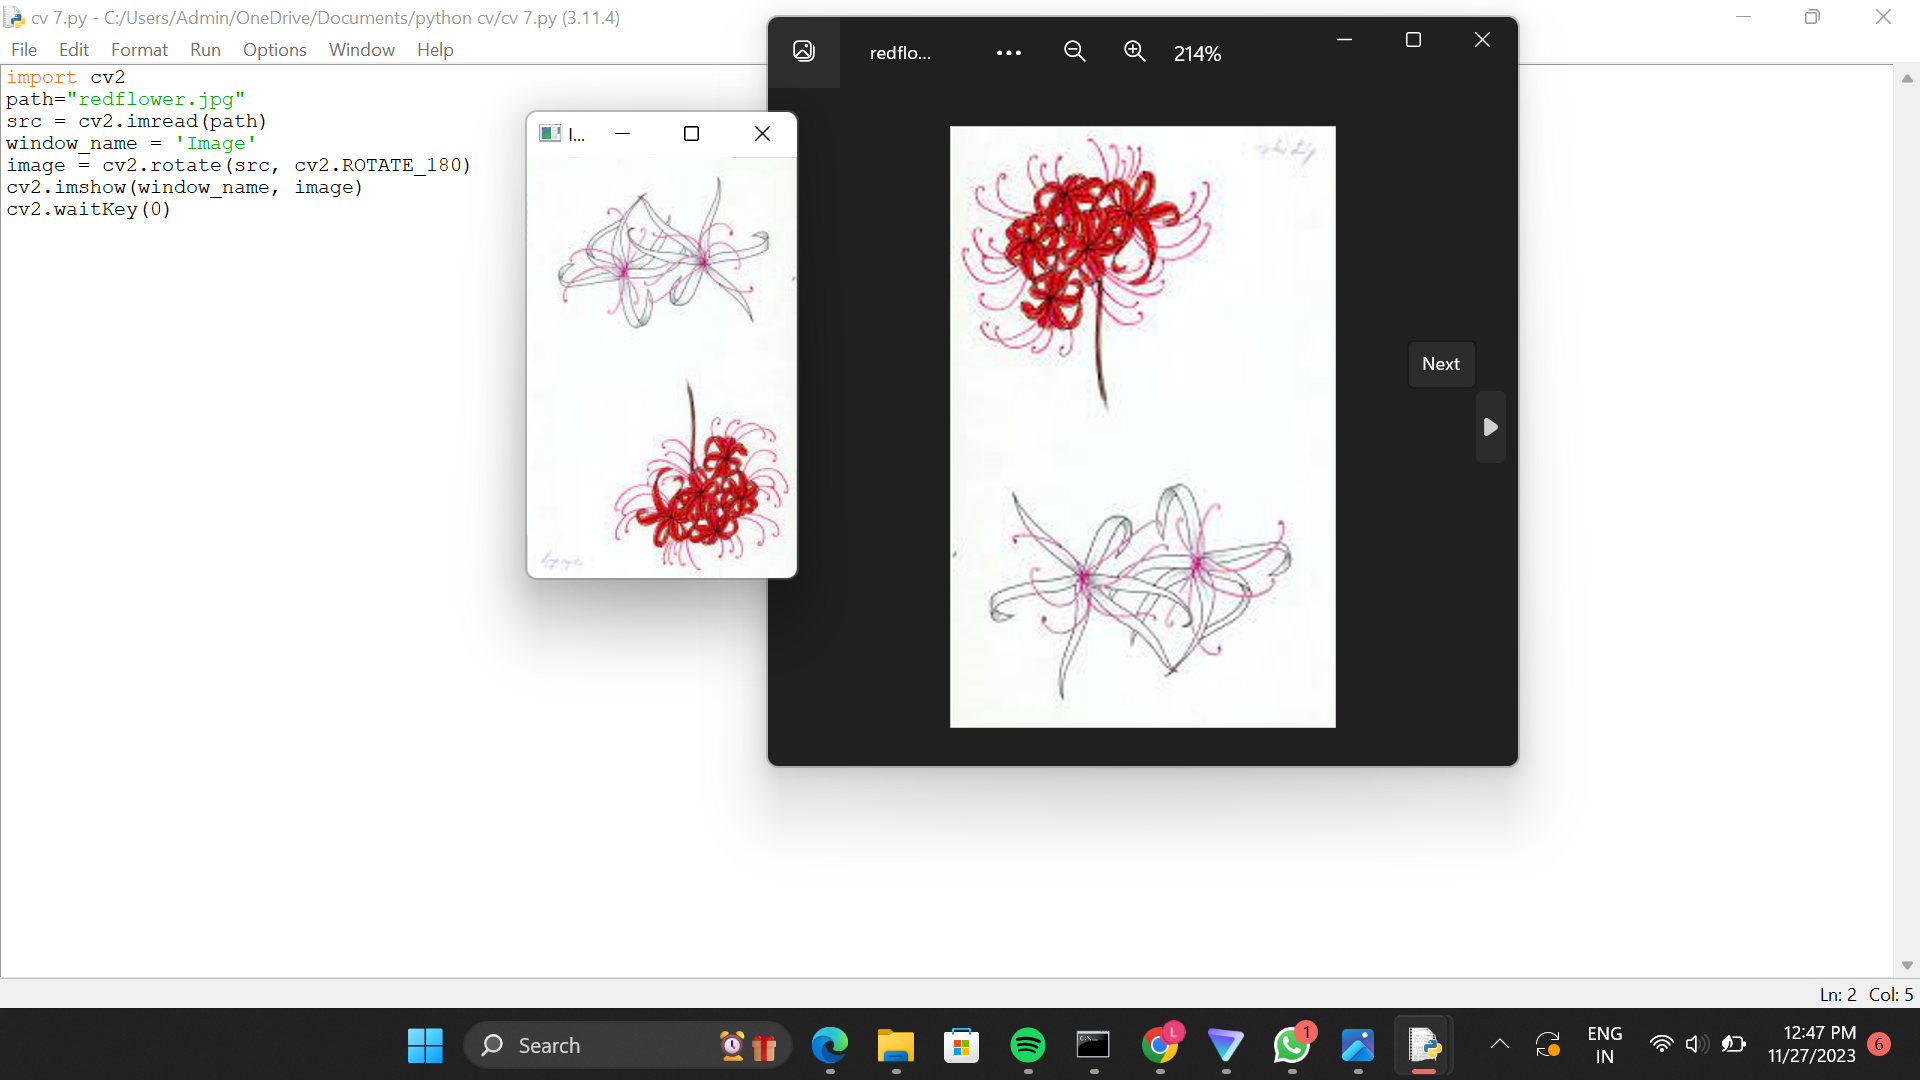 cv 7.py - C:/Users/Admin/OneDrive/Documents/python cv/cv 7.py (3.11.4)
File Edit Format Run Options Window Help
import cv2
path="redflower.jpg"
src = cv2.imread(path)
window_name = 'Image'
image = cv2.rotate(src, cv2.ROTATE_180)
cv2.imshow(window_name, image)
cv2.waitKey(0)
I...
redflo...
214%
Next
Ln: 2 Col: 5
Search
L
1
ENG
IN
12:47 PM
11/27/2023
6